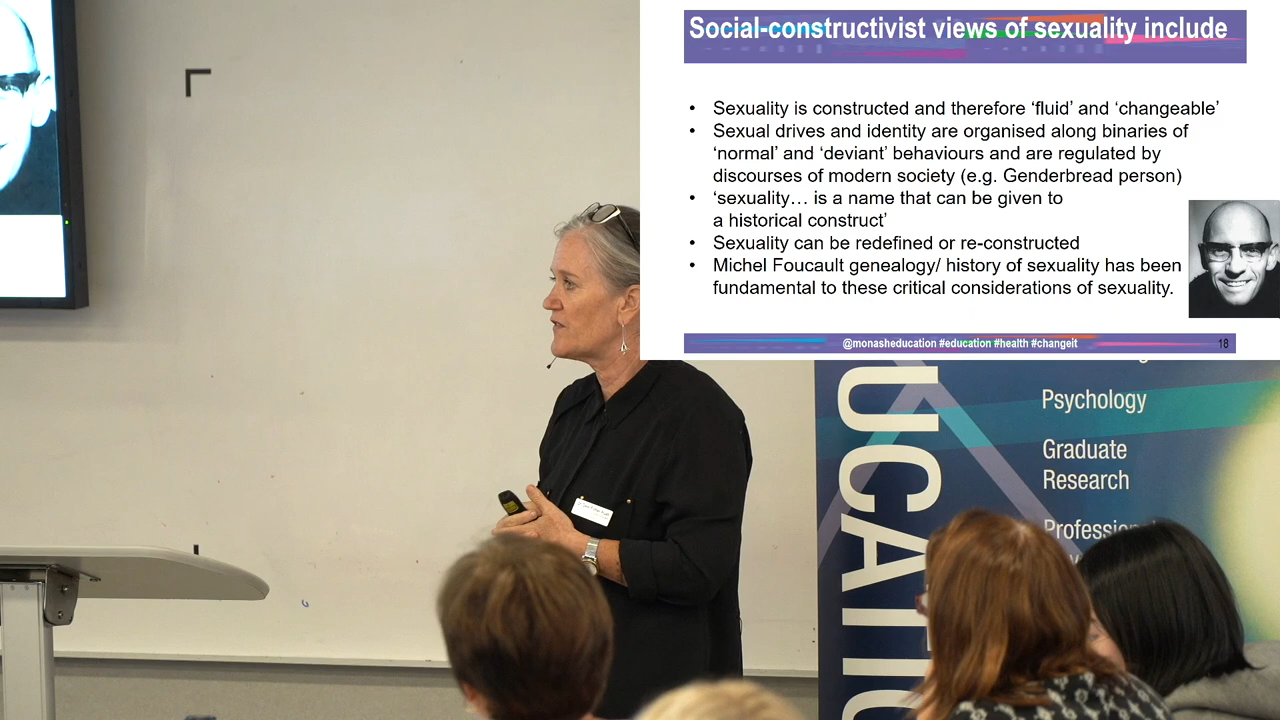 Social-constructivist views of sexuality include
• Sexuality is constructed and therefore ‘fluid’ and ‘changeable’
• Sexual drives and identity are organised along binaries of
‘normal’ and ‘deviant’ behaviours and are regulated by
discourses of modern society (e.g. Genderbread person)
• ‘sexuality… is a name that can be given to
a historical construct’
• Sexuality can be redefined or re-constructed
• Michel Foucault genealogy/ history of sexuality has been
fundamental to these critical considerations of sexuality.
@monasheducation #education #health #changeit
18
UCATIO
Psychology
Graduate
Research